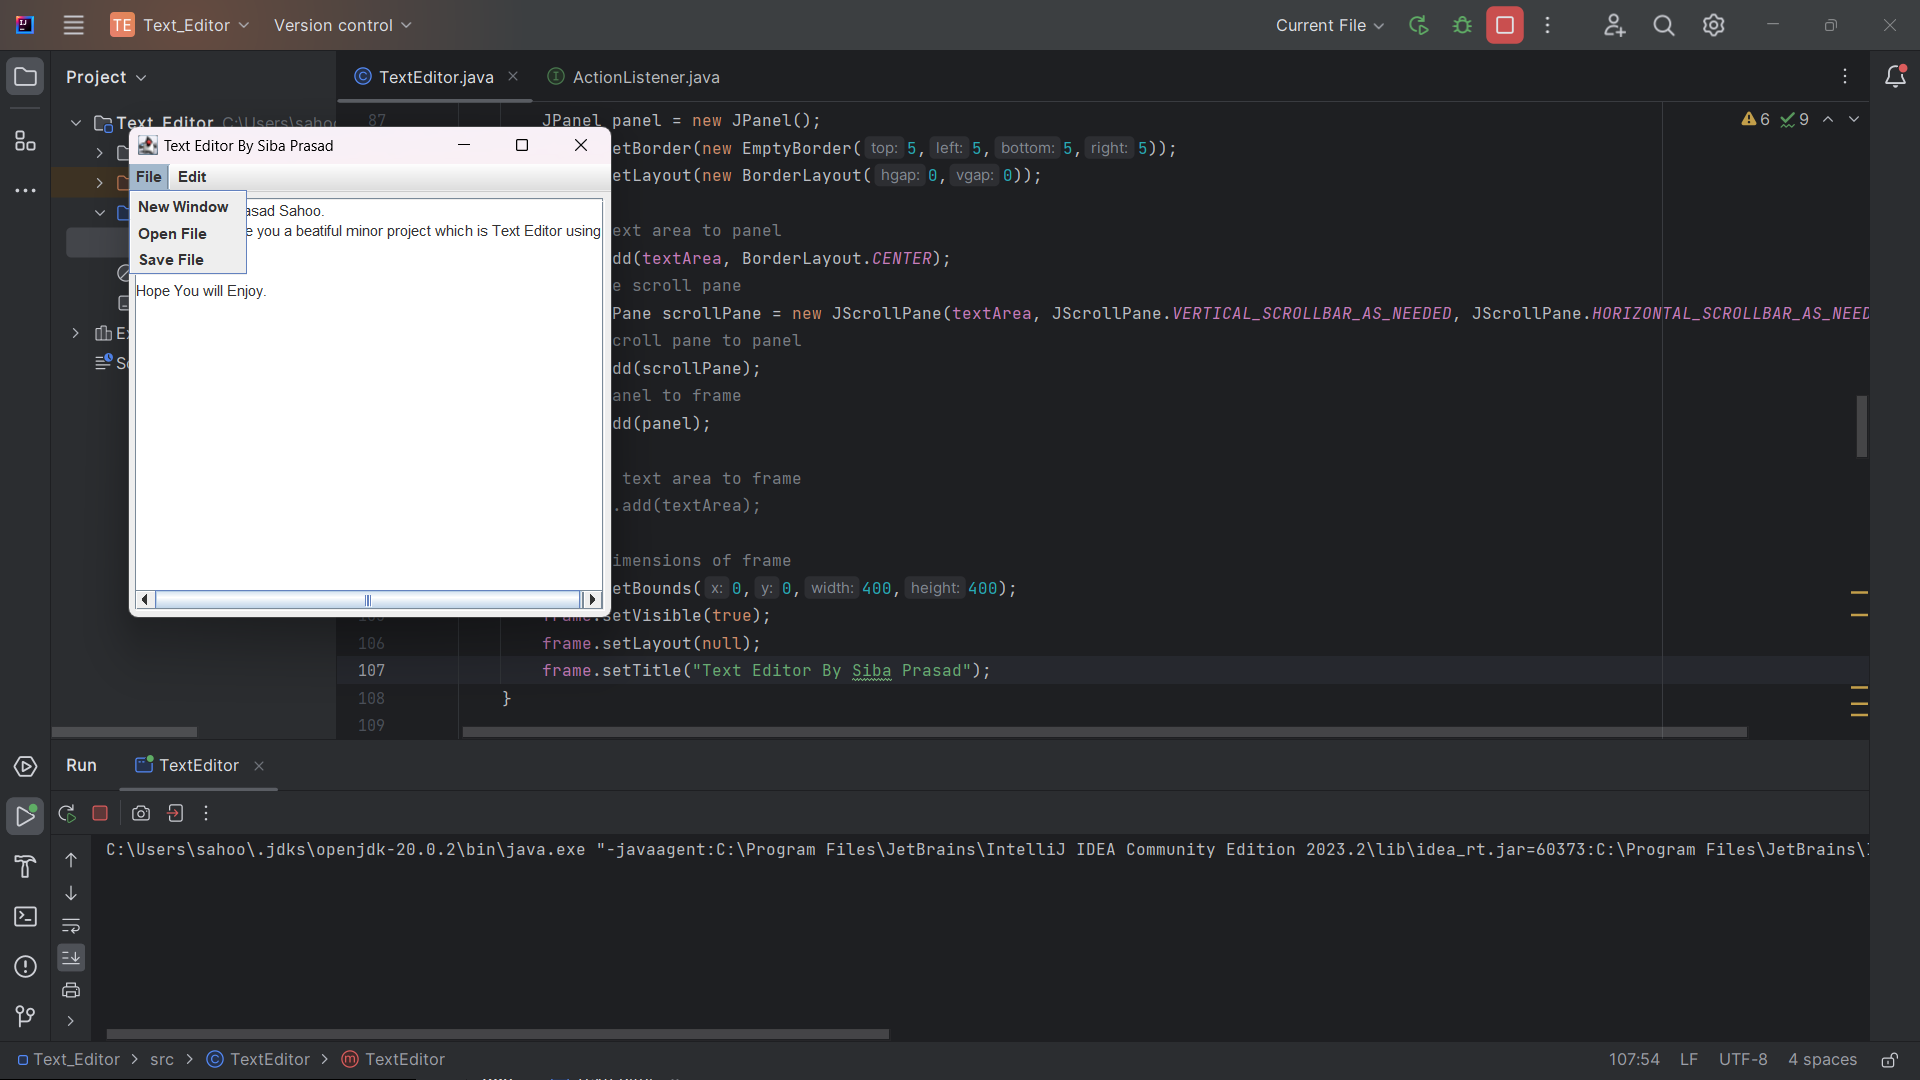 TE Text_Editor Version control Current File
Project
TextEditor.java ActionListener.java
Text_Editor C:\Users\saho
87 JPanel panel = new JPanel();
6 9
Text Editor By Siba Prasad
etBorder(new EmptyBorder( top: 5, left: 5, bottom: 5, right: 5));
File Edit
etLayout(new BorderLayout( hgap: 0, vgap: 0));
New Window
asad Sahoo.
Open File
e you a beatiful minor project which is Text Editor using
ext area to panel
Save File
dd(textArea, BorderLayout.CENTER);
e scroll pane
Hope You will Enjoy.
Pane scrollPane = new JScrollPane(textArea, JScrollPane.VERTICAL_SCROLLBAR_AS_NEEDED, JScrollPane.HORIZONTAL_SCROLLBAR_AS_NEED
croll pane to panel
dd(scrollPane);
anel to frame
dd(panel);
text area to frame
.add(textArea);
imensions of frame
etBounds( x: 0, y: 0, width: 400, height: 400);
frame.setVisible(true);
106 frame.setLayout(null);
107 frame.setTitle("Text Editor By Siba Prasad");
108 }
109
Run TextEditor
C:\Users\sahoo\.jdks\openjdk-20.0.2\bin\java.exe "-javaagent:C:\Program Files\JetBrains\IntelliJ IDEA Community Edition 2023.2\lib\idea_rt.jar=60373:C:\Program Files\JetBrains\
Text_Editor > src > TextEditor > TextEditor 107:54 LF UTF-8 4 spaces